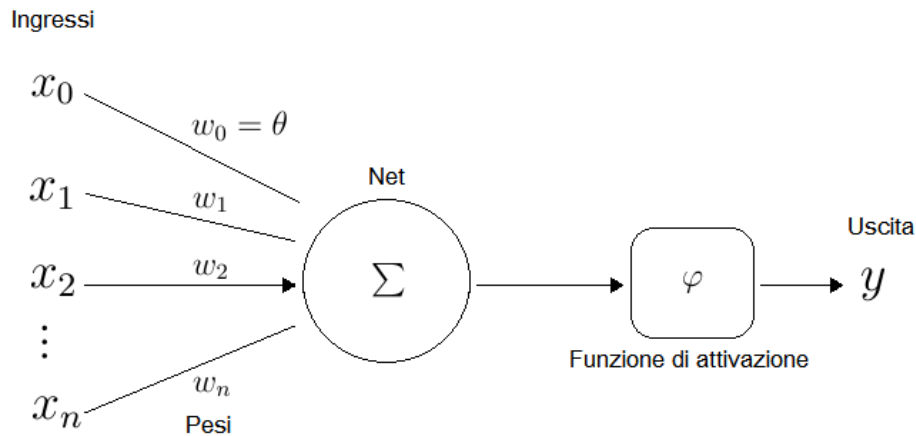 Ingressi
x₀
w₀ = θ
x₁
w₁
Net
x₂
w₂
∑
φ
Uscita
y
⋮
Funzione di attivazione
xₙ
wₙ
Pesi